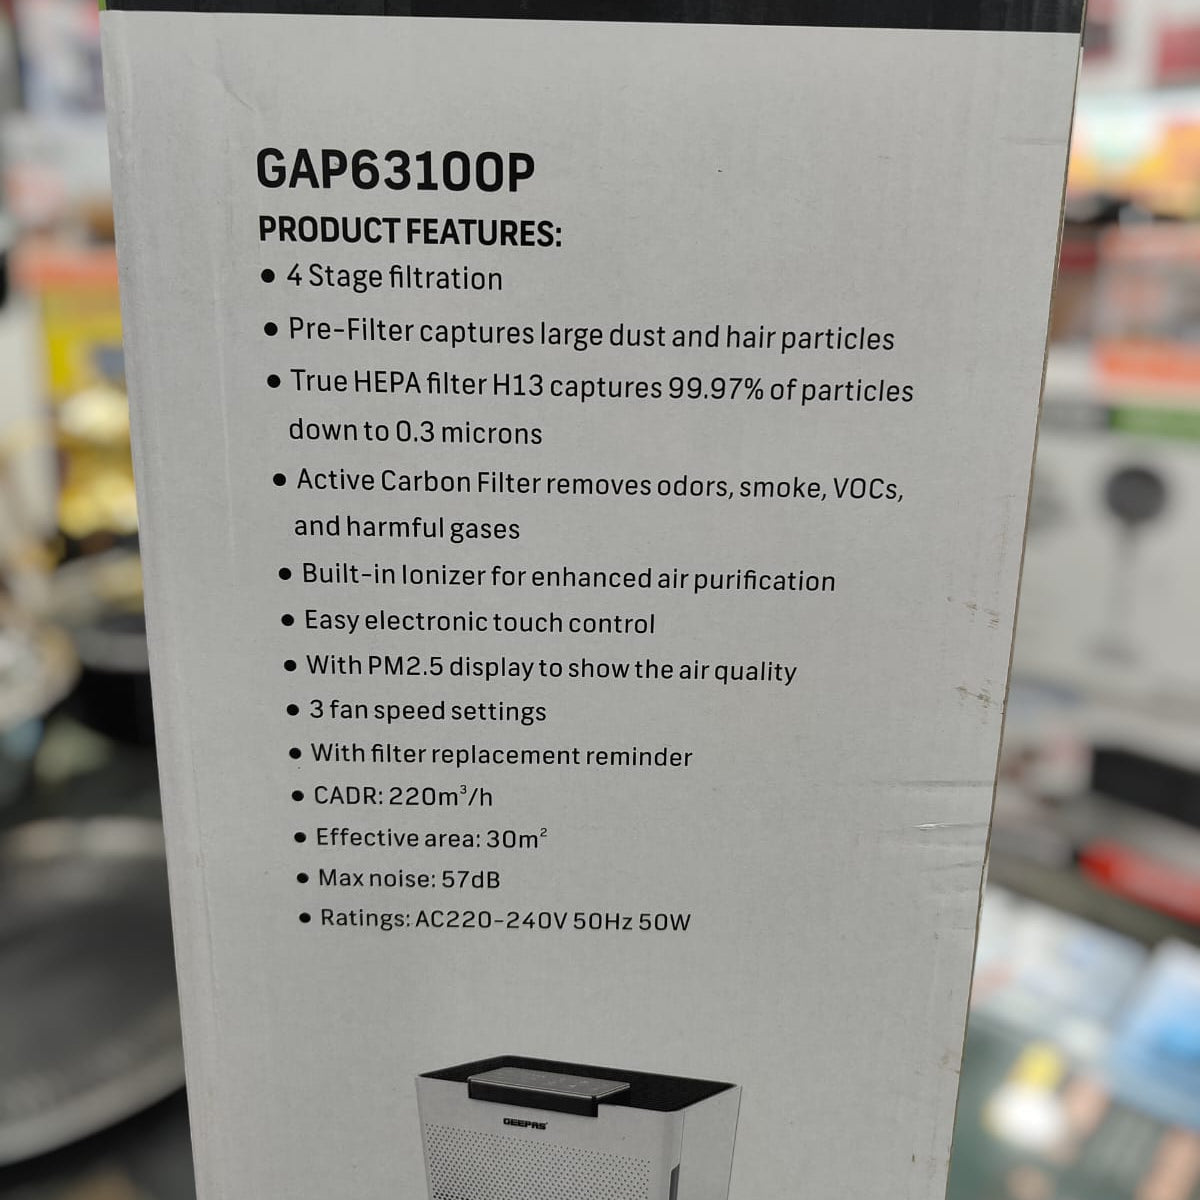 GAP63100P
PRODUCT FEATURES:
• 4 Stage filtration
• Pre-Filter captures large dust and hair particles
• True HEPA filter H13 captures 99.97% of particles
down to 0.3 microns
• Active Carbon Filter removes odors, smoke, VOCs,
and harmful gases
• Built-in Ionizer for enhanced air purification
• Easy electronic touch control
• With PM2.5 display to show the air quality
• 3 fan speed settings
• With filter replacement reminder
• CADR: 220m³/h
• Effective area: 30m²
• Max noise: 57dB
• Ratings: AC220-240V 50Hz 50W
GEEPAS